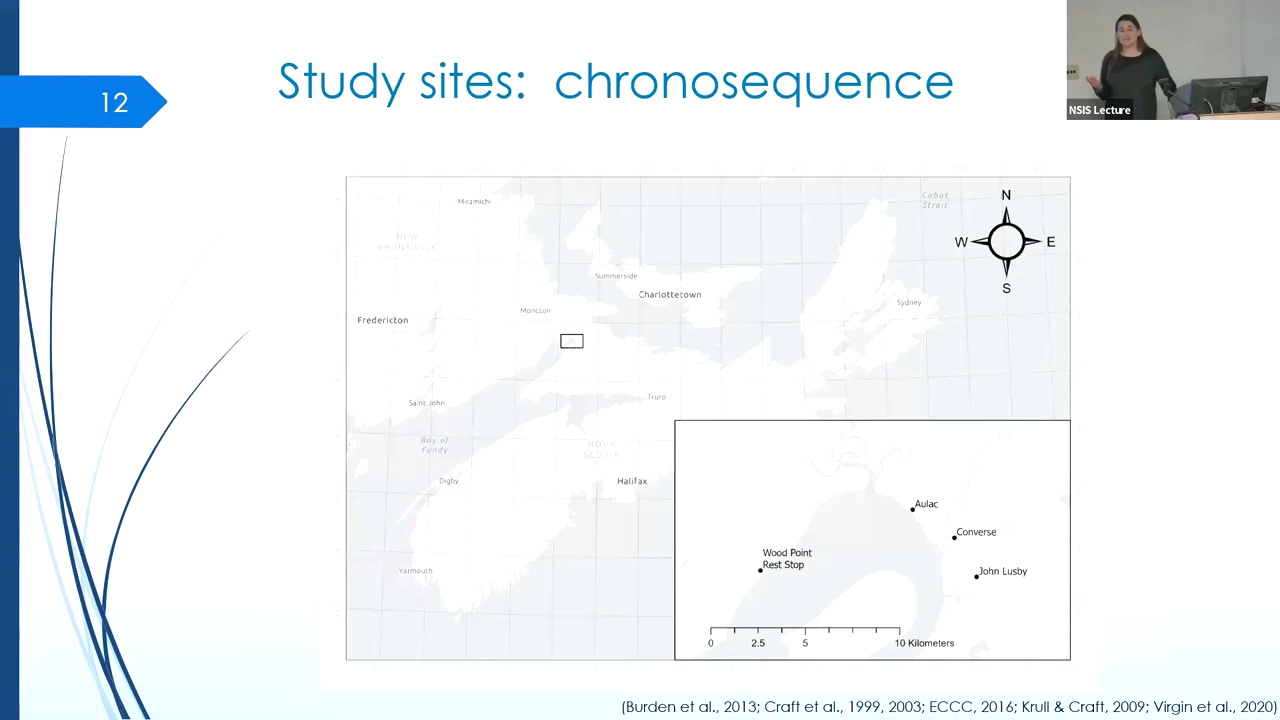 12
Study sites: chronosequence
NSIS Lecture
Miramichi
NEW
BRUNSWICK
Cabot
Strait
N
W
E
S
Summerside
Charlottetown
Sydney
Moncton
Fredericton
Truro
Saint John
Bay of
Fundy
NOVA
SCOTIA
Digby
Halifax
Yarmouth
Aulac
Converse
Wood Point
Rest Stop
John Lusby
0 2.5 5 10 Kilometers
(Burden et al., 2013; Craft et al., 1999, 2003; ECCC, 2016; Krull & Craft, 2009; Virgin et al., 2020)